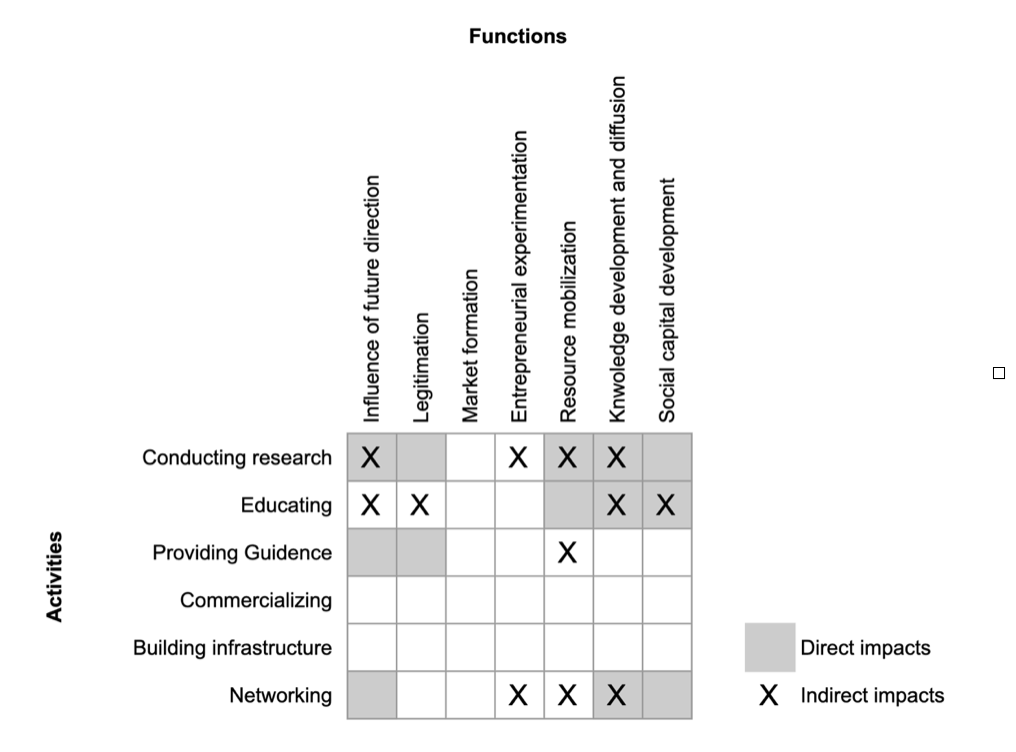 Functions
Influence of future direction
Legitimation
Market formation
Entrepreneurial experimentation
Resource mobilization
Knwoledge development and diffusion
Social capital development
Activities
Conducting research X X X X
Educating X X X X
Providing Guidence X
Commercializing
Building infrastructure
Networking X X X
Direct impacts
X Indirect impacts